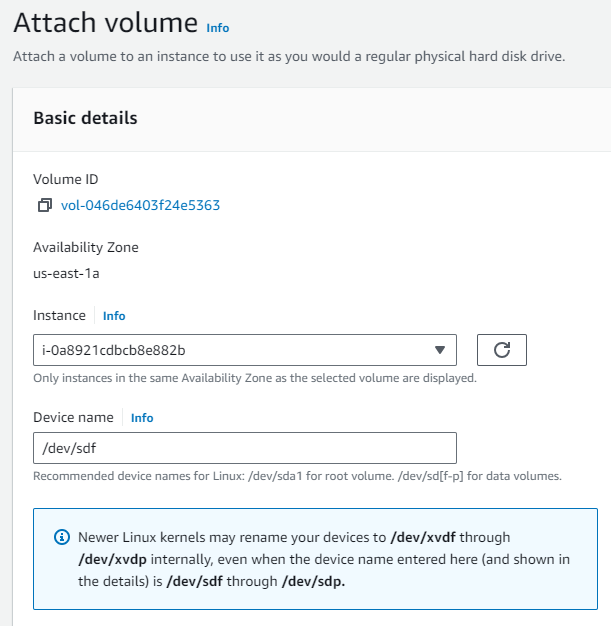 Attach volume Info
Attach a volume to an instance to use it as you would a regular physical hard disk drive.
Basic details
Volume ID
vol-046de6403f24e5363
Availability Zone
us-east-1a
Instance Info
i-0a8921cdbcb8e882b
Only instances in the same Availability Zone as the selected volume are displayed.
Device name Info
/dev/sdf
Recommended device names for Linux: /dev/sda1 for root volume. /dev/sd[f-p] for data volumes.
Newer Linux kernels may rename your devices to /dev/xvdf through
/dev/xvdp internally, even when the device name entered here (and shown in
the details) is /dev/sdf through /dev/sdp.